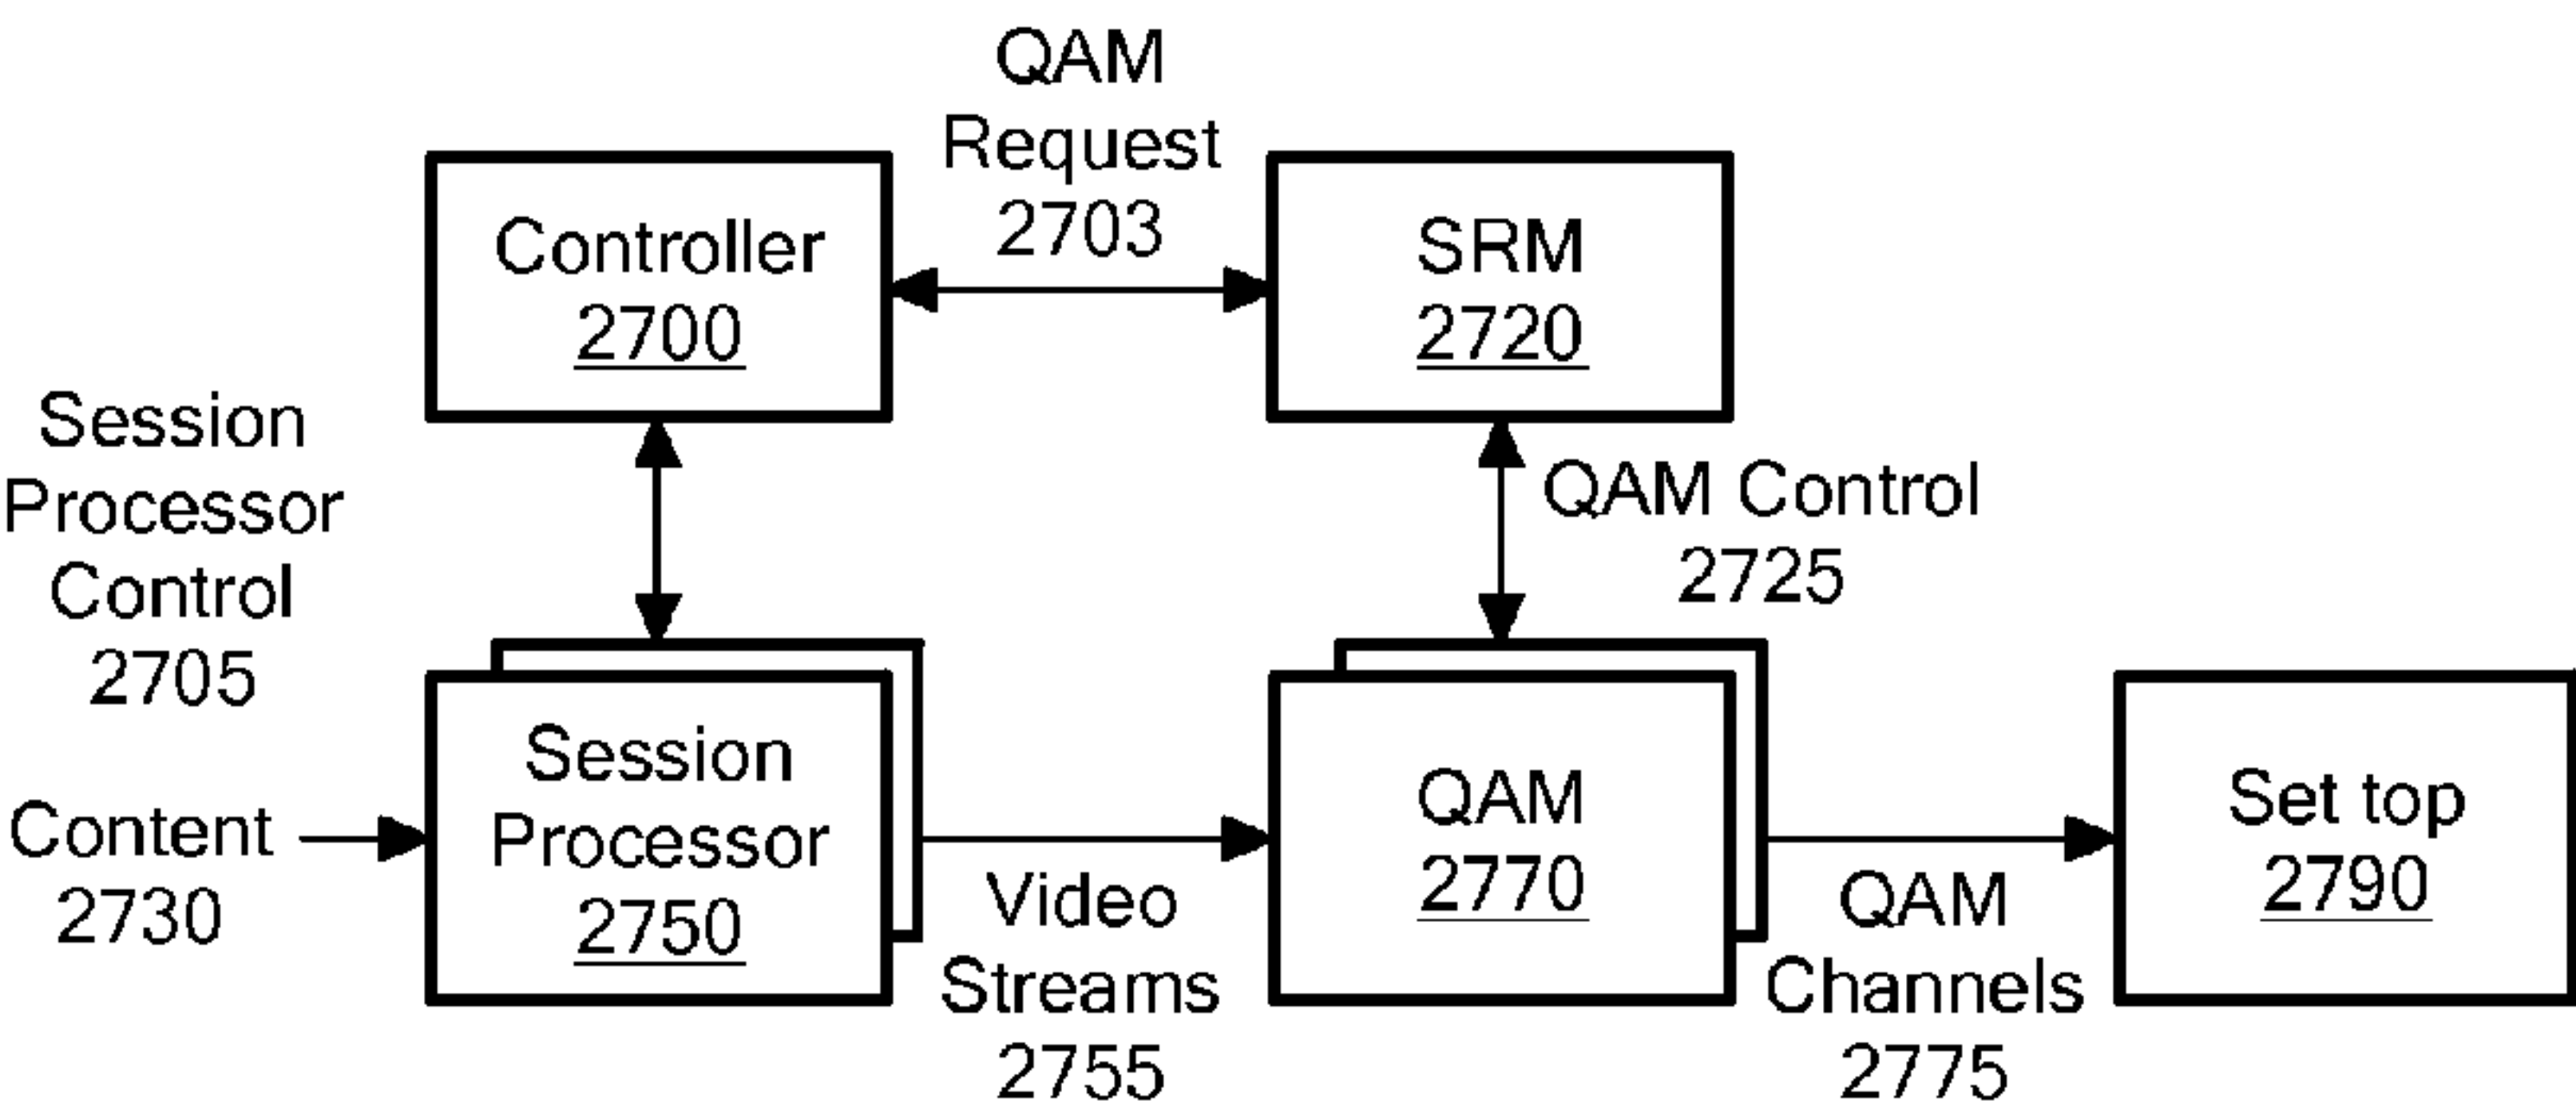 QAM
Request
2703
Controller
2700
SRM
2720
Session
Processor
Control
2705
QAM Control
2725
Content
2730
Session
Processor
2750
Video
Streams
2755
QAM
2770
QAM
Channels
2775
Set top
2790